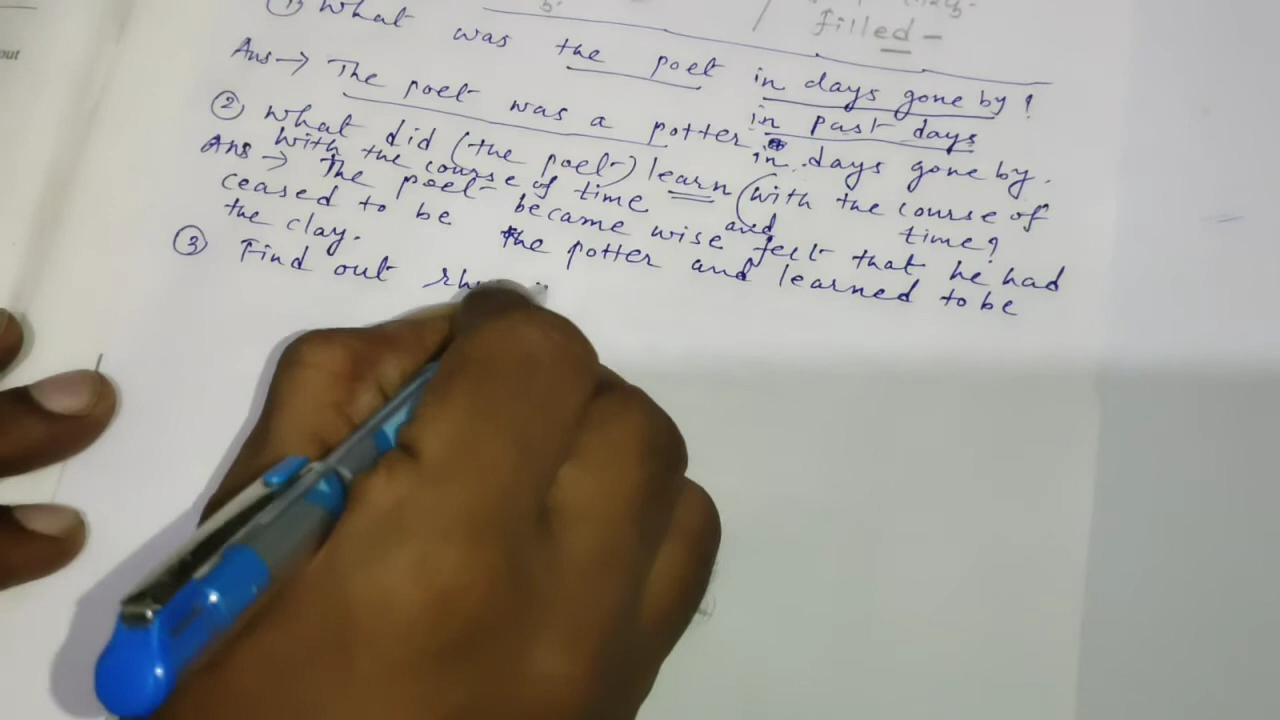 out
filled -
① What was the poet in days gone by?
in past days
Ans → The poet was a potter in days gone by.
② What did (the poet) learn (with the course of time?
with the course of time and
Ans → The poet became wise felt that he had
ceased to be the potter and learned to be
the clay.
③ Find out